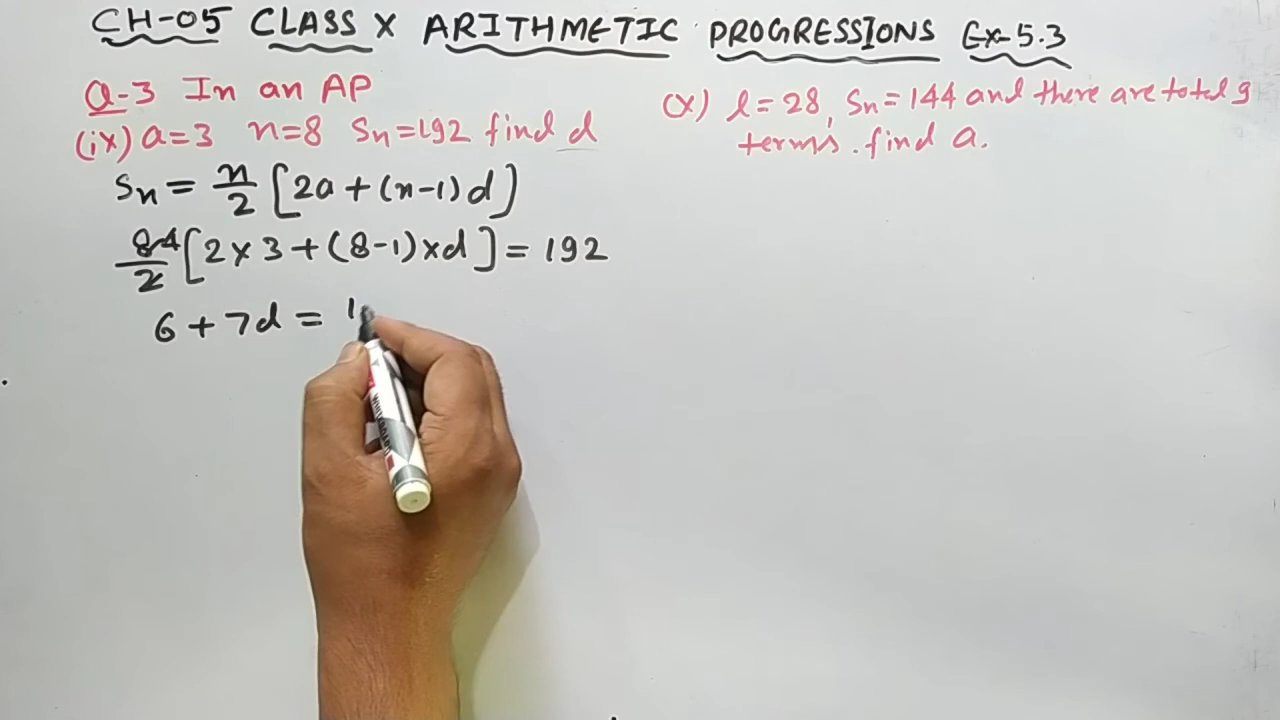 CH-05 CLASS X ARITHMETIC PROGRESSIONS Ex-5.3
Q-3 In an AP
(ix) a=3 n=8 Sn=192 find d
Sn = n/2 [2a + (n-1) d]
8 4/2 [2 × 3 + (8-1) × d] = 192
6 + 7d =
(X) l = 28, Sn = 144 and there are total 9
terms. find a.